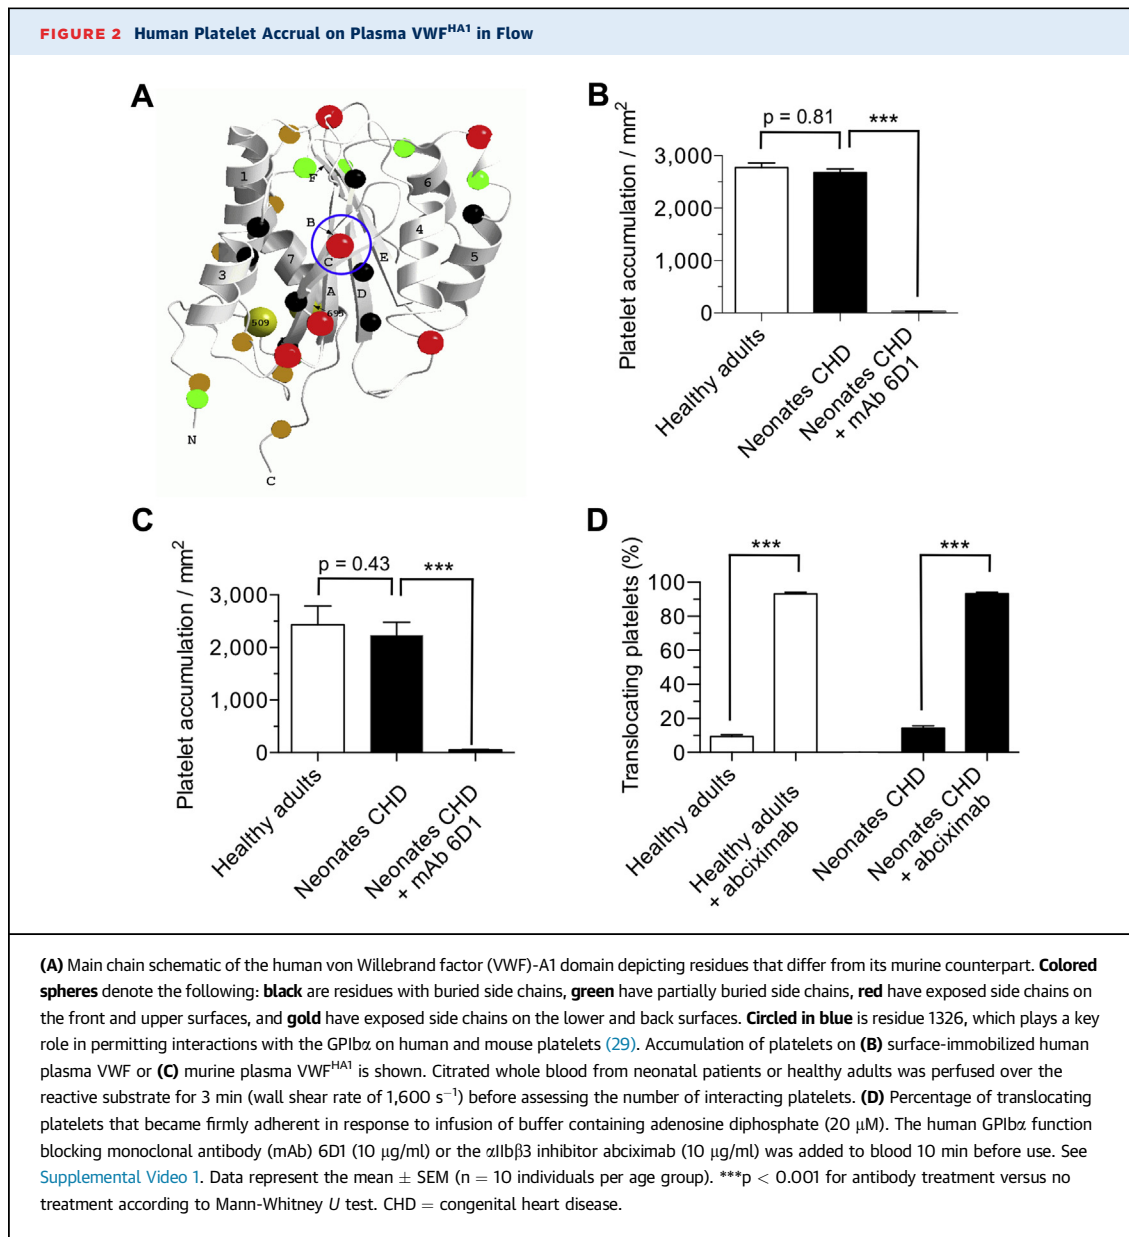 FIGURE 2 Human Platelet Accrual on Plasma VWF^HA1 in Flow
A
1
F
6
B
4
C
E
5
7
3
A
D
509
695
N
C
B
Platelet accumulation / mm²
p = 0.81
***
3,000
2,000
1,000
0
Healthy adults
Neonates CHD
Neonates CHD
+ mAb 6D1
C
Platelet accumulation / mm²
p = 0.43
***
3,000
2,000
1,000
0
Healthy adults
Neonates CHD
Neonates CHD
+ mAb 6D1
D
Translocating platelets (%)
***
***
100
80
60
40
20
0
Healthy adults
Healthy adults
+ abciximab
Neonates CHD
Neonates CHD
+ abciximab
(A) Main chain schematic of the human von Willebrand factor (VWF)-A1 domain depicting residues that differ from its murine counterpart. Colored
spheres denote the following: black are residues with buried side chains, green have partially buried side chains, red have exposed side chains on
the front and upper surfaces, and gold have exposed side chains on the lower and back surfaces. Circled in blue is residue 1326, which plays a key
role in permitting interactions with the GPIbα on human and mouse platelets (29). Accumulation of platelets on (B) surface-immobilized human
plasma VWF or (C) murine plasma VWF^HA1 is shown. Citrated whole blood from neonatal patients or healthy adults was perfused over the
reactive substrate for 3 min (wall shear rate of 1,600 s⁻¹) before assessing the number of interacting platelets. (D) Percentage of translocating
platelets that became firmly adherent in response to infusion of buffer containing adenosine diphosphate (20 μM). The human GPIbα function
blocking monoclonal antibody (mAb) 6D1 (10 μg/ml) or the αIIbβ3 inhibitor abciximab (10 μg/ml) was added to blood 10 min before use. See
Supplemental Video 1. Data represent the mean ± SEM (n = 10 individuals per age group). ***p < 0.001 for antibody treatment versus no
treatment according to Mann-Whitney U test. CHD = congenital heart disease.